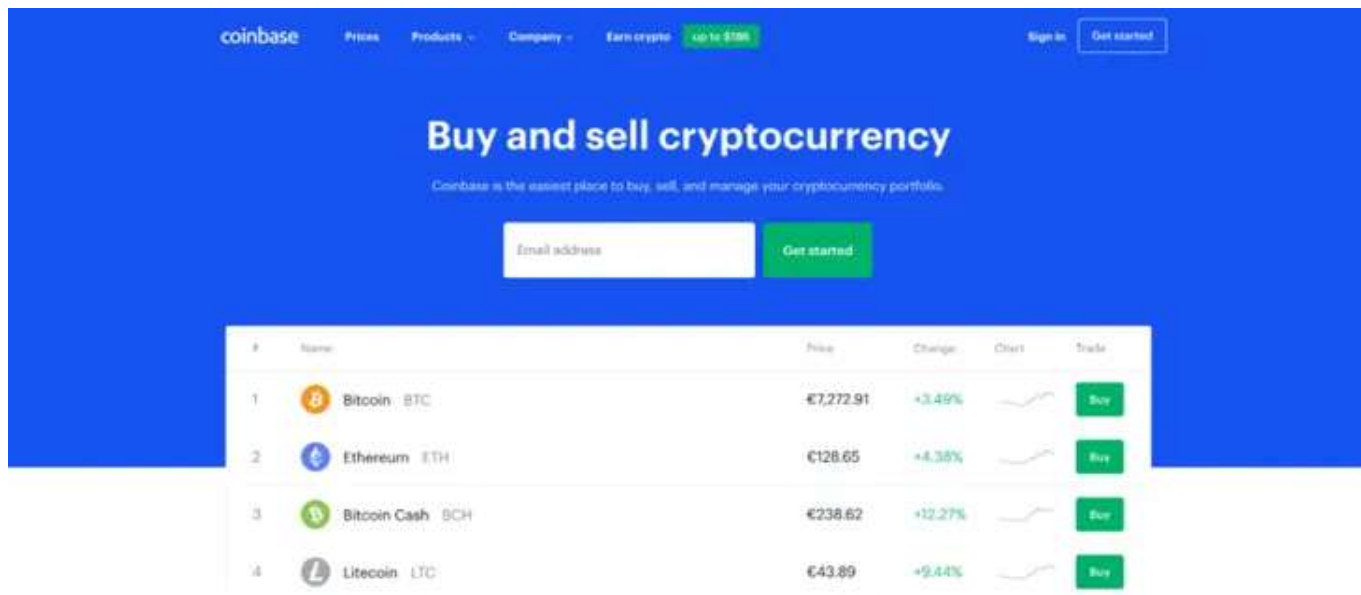 coinbase Prices Products Company Earn crypto up to $186 Sign in Get started
Buy and sell cryptocurrency
Coinbase is the easiest place to buy, sell, and manage your cryptocurrency portfolio.
Email address Get started
# Name Price Change Chart Trade
1 Bitcoin BTC €7,272.91 +3.49% Buy
2 Ethereum ETH €128.65 +4.38% Buy
3 Bitcoin Cash BCH €238.62 +12.27% Buy
4 Litecoin LTC €43.89 +9.44% Buy